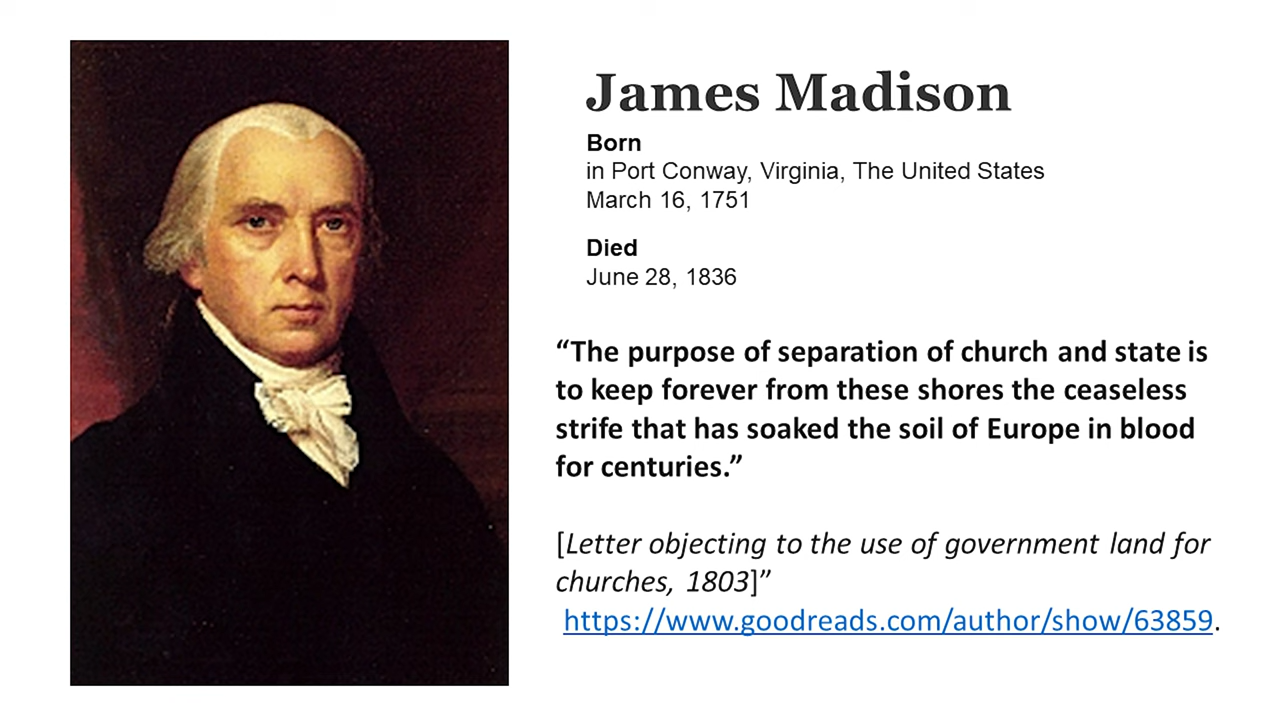 James Madison
Born
in Port Conway, Virginia, The United States
March 16, 1751
Died
June 28, 1836
“The purpose of separation of church and state is
to keep forever from these shores the ceaseless
strife that has soaked the soil of Europe in blood
for centuries.”
[Letter objecting to the use of government land for
churches, 1803]”
https://www.goodreads.com/author/show/63859.